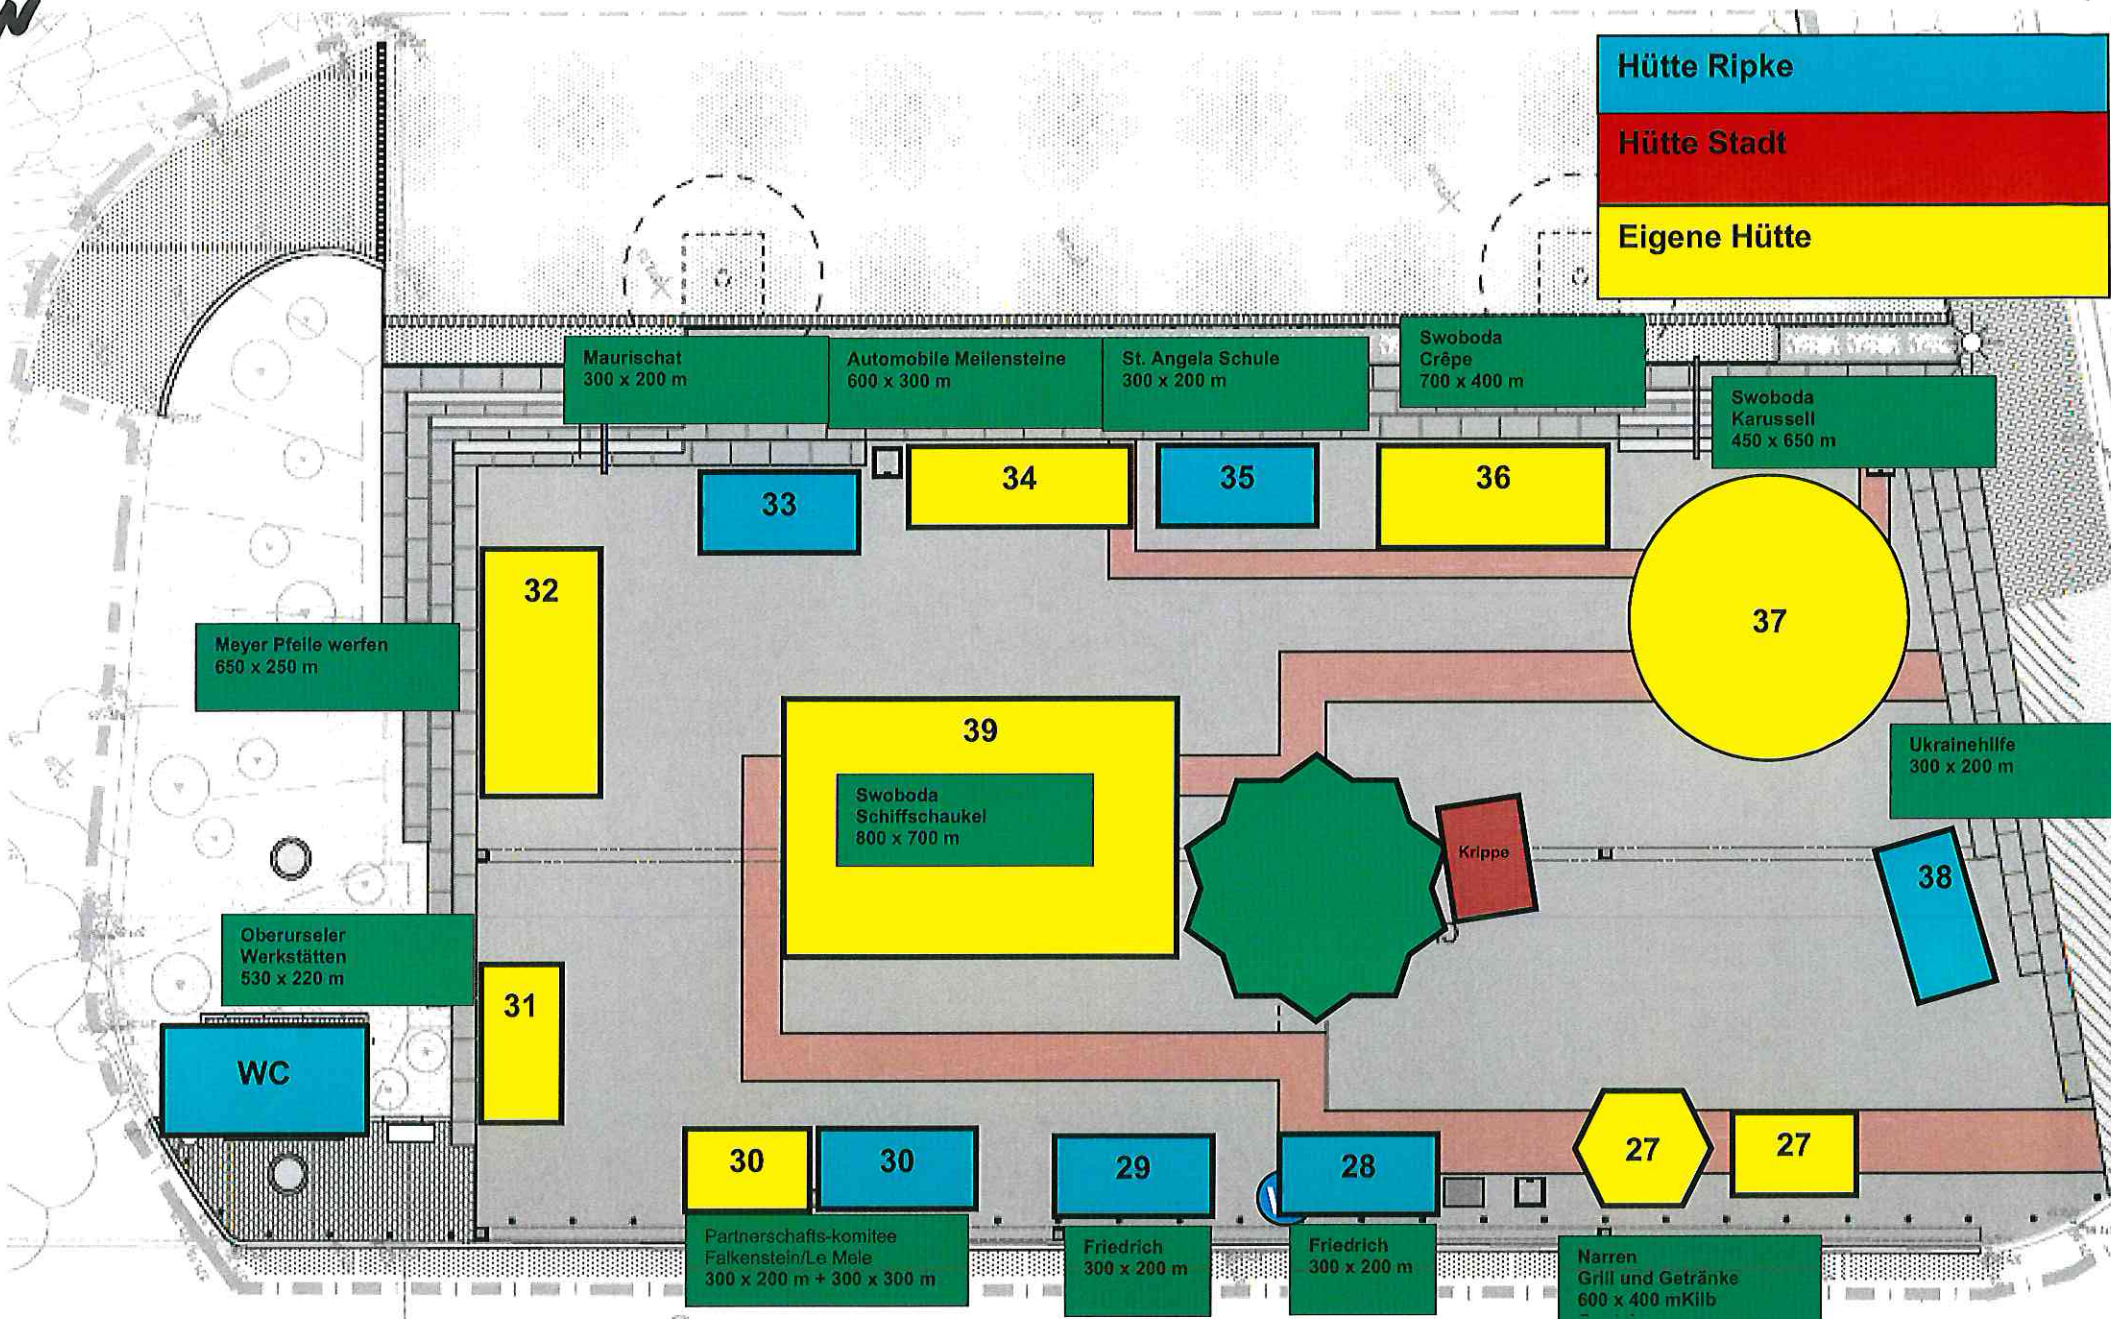 N
Hütte Ripke
Hütte Stadt
Eigene Hütte
Maurischat
300 x 200 m
Automobile Meilensteine
600 x 300 m
St. Angela Schule
300 x 200 m
Swoboda
Crêpe
700 x 400 m
Swoboda
Karussell
450 x 650 m
33
34
35
36
37
32
Meyer Pfeile werfen
650 x 250 m
39
Swoboda
Schiffschaukel
800 x 700 m
Krippe
Ukrainehilfe
300 x 200 m
38
Oberurseler
Werkstätten
530 x 220 m
31
WC
30
30
29
28
27
27
Partnerschafts-komitee
Falkenstein/Le Mele
300 x 200 m + 300 x 300 m
Friedrich
300 x 200 m
Friedrich
300 x 200 m
Narren
Grill und Getränke
600 x 400 mKilb